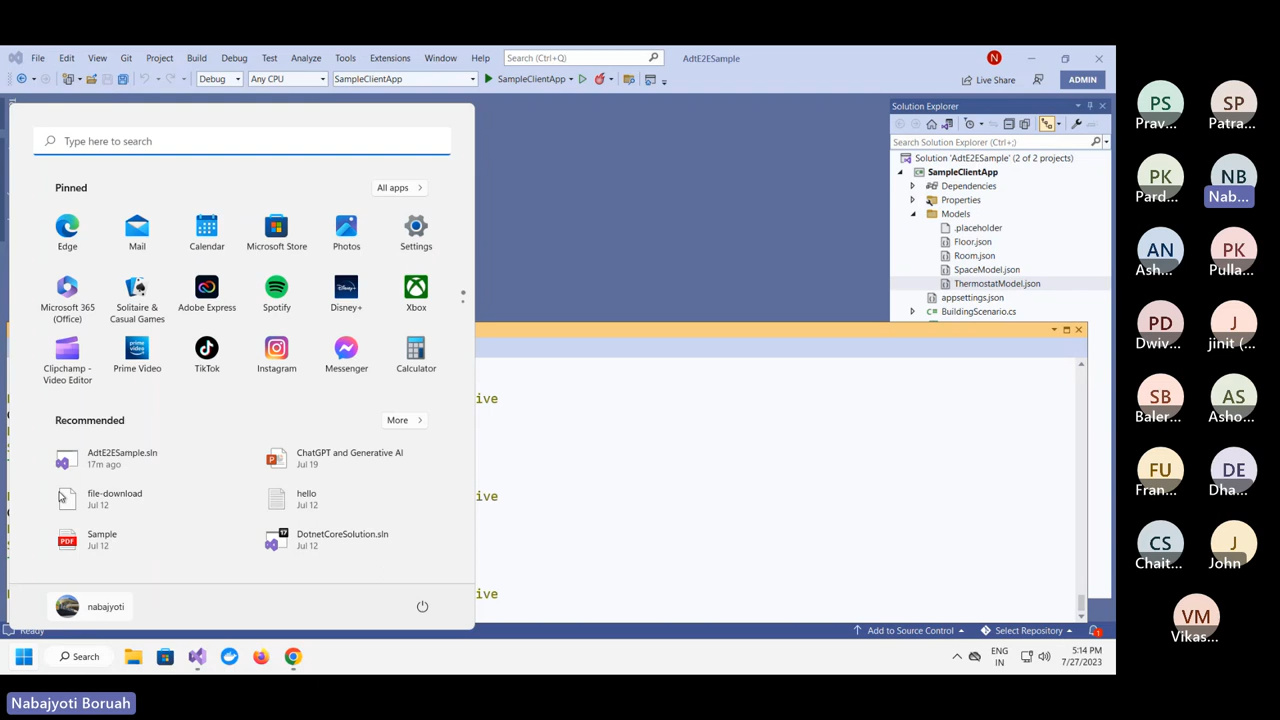 File Edit View Git Project Build Debug Test Analyze Tools Extensions Window Help Search (Ctrl+Q) AdtE2ESample N
Debug Any CPU SampleClientApp SampleClientApp Live Share ADMIN
Type here to search
Pinned All apps
Edge Mail Calendar Microsoft Store Photos Settings
Microsoft 365 (Office) Solitaire & Casual Games Adobe Express Spotify Disney+ Xbox
Clipchamp - Video Editor Prime Video TikTok Instagram Messenger Calculator
Recommended More
AdtE2ESample.sln
17m ago
ChatGPT and Generative AI
Jul 19
file-download
Jul 12
hello
Jul 12
Sample
Jul 12
DotnetCoreSolution.sln
Jul 12
nabajyoti
ive
ive
ive
Solution Explorer
Search Solution Explorer (Ctrl+;)
Solution 'AdtE2ESample' (2 of 2 projects)
SampleClientApp
Dependencies
Properties
Models
.placeholder
Floor.json
Room.json
SpaceModel.json
ThermostatModel.json
appsettings.json
BuildingScenario.cs
Ready Add to Source Control Select Repository 1
Search ENG IN 5:14 PM 7/27/2023
PS SP
Prav... Patra...
PK NB
Pard... Nab...
AN PK
Ash... Pulla...
PD J
Dwiv... jinit (...
SB AS
Baler... Asho...
FU DE
Fran... Dha...
CS J
Chait... John
VM
Vikas...
Nabajyoti Boruah